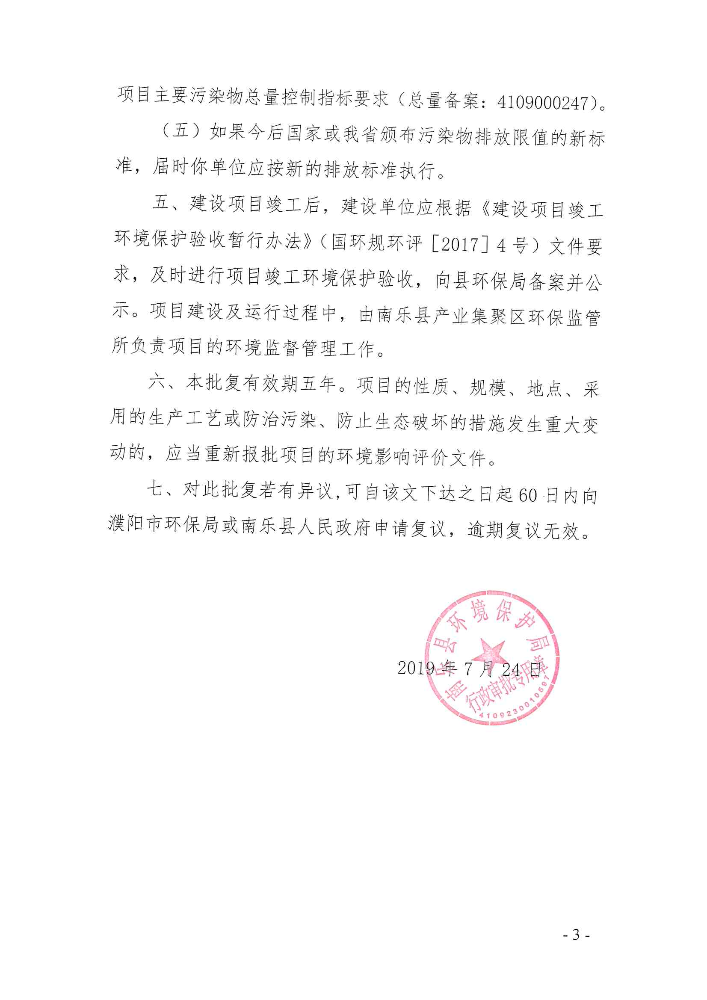 项目主要污染物总量控制指标要求（总量备案：4109000247）。
（五）如果今后国家或我省颁布污染物排放限值的新标
准，届时你单位应按新的排放标准执行。
五、建设项目竣工后，建设单位应根据《建设项目竣工
环境保护验收暂行办法》（国环规环评［2017］4 号）文件要
求，及时进行项目竣工环境保护验收，向县环保局备案并公
示。项目建设及运行过程中，由南乐县产业集聚区环保监管
所负责项目的环境监督管理工作。
六、本批复有效期五年。项目的性质、规模、地点、采
用的生产工艺或防治污染、防止生态破坏的措施发生重大变
动的，应当重新报批项目的环境影响评价文件。
七、对此批复若有异议,可自该文下达之日起 60 日内向
濮阳市环保局或南乐县人民政府申请复议，逾期复议无效。
南乐县环境保护局
2019 年 7 月 24 日
行政审批专用章
4109230010597
- 3 -